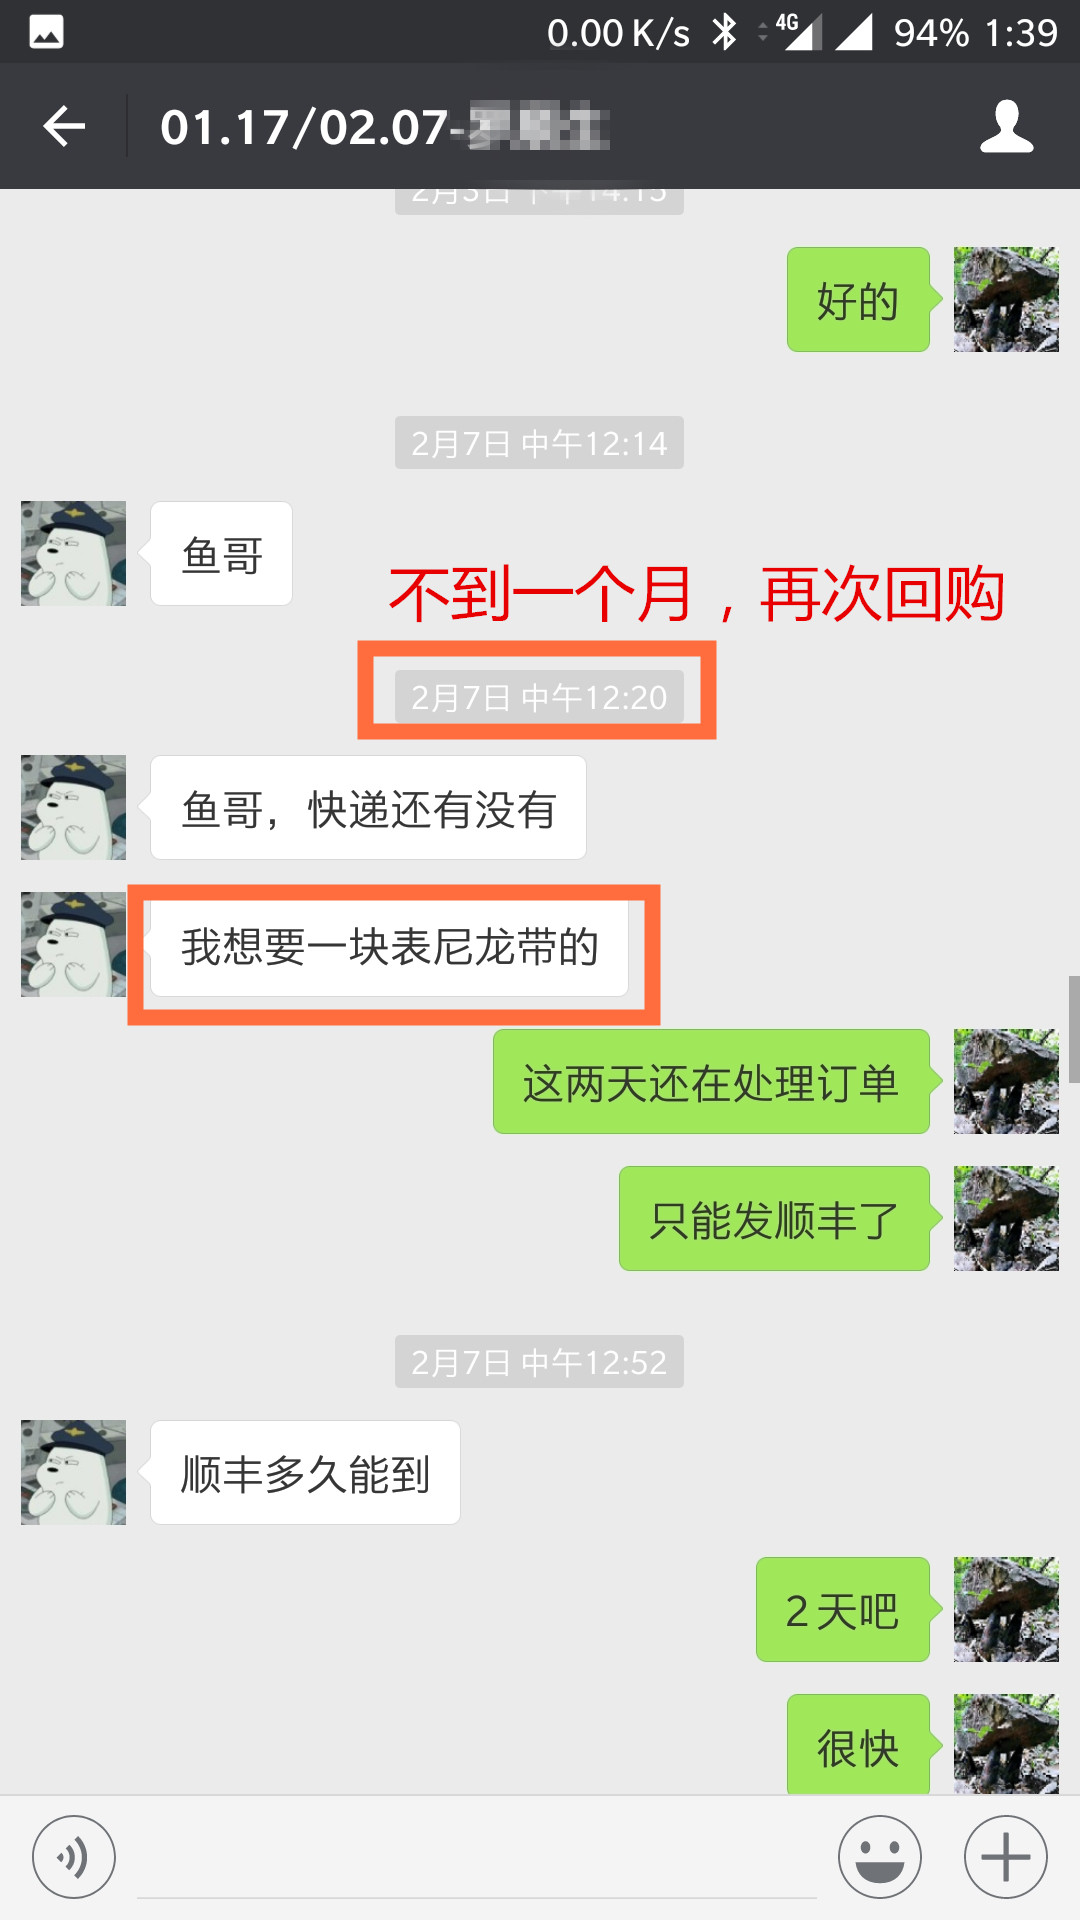 0.00 K/s 4G 94% 1:39
01.17/02.07-
好的
2月7日 中午12:14
鱼哥
不到一个月，再次回购
2月7日 中午12:20
鱼哥，快递还有没有
我想要一块表尼龙带的
这两天还在处理订单
只能发顺丰了
2月7日 中午12:52
顺丰多久能到
2天吧
很快